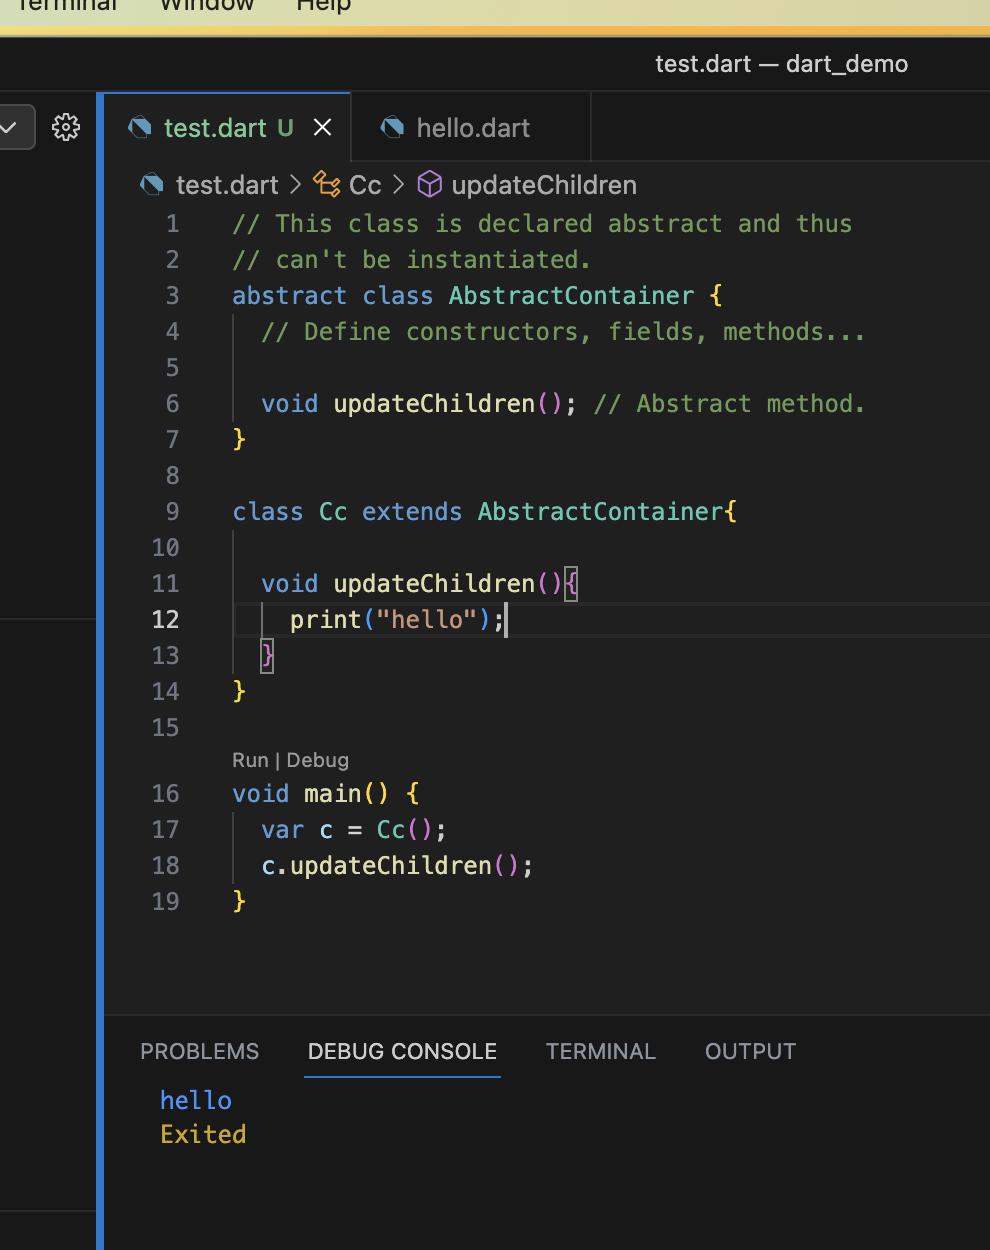 Terminal Window Help
test.dart — dart_demo
test.dart U hello.dart
test.dart > Cc > updateChildren
1 // This class is declared abstract and thus
2 // can't be instantiated.
3 abstract class AbstractContainer {
4 // Define constructors, fields, methods...
5
6 void updateChildren(); // Abstract method.
7 }
8
9 class Cc extends AbstractContainer{
10
11 void updateChildren(){
12 print("hello");
13 }
14 }
15
Run | Debug
16 void main() {
17 var c = Cc();
18 c.updateChildren();
19 }
PROBLEMS DEBUG CONSOLE TERMINAL OUTPUT
hello
Exited